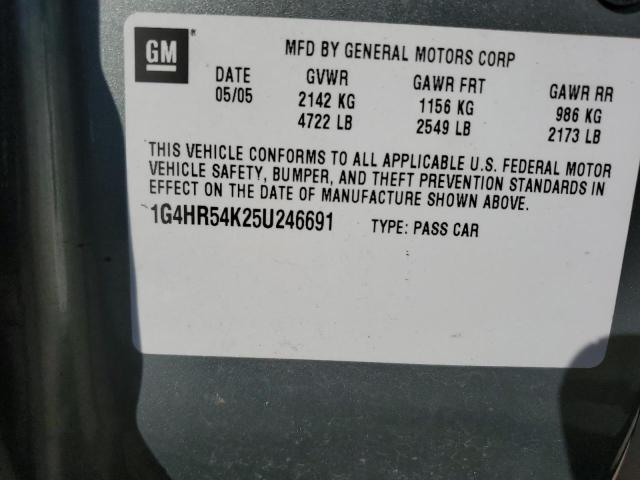 GM
MFD BY GENERAL MOTORS CORP
DATE GVWR GAWR FRT GAWR RR
05/05 2142 KG 1156 KG 986 KG
4722 LB 2549 LB 2173 LB
THIS VEHICLE CONFORMS TO ALL APPLICABLE U.S. FEDERAL MOTOR
VEHICLE SAFETY, BUMPER, AND THEFT PREVENTION STANDARDS IN
EFFECT ON THE DATE OF MANUFACTURE SHOWN ABOVE.
1G4HR54K25U246691 TYPE: PASS CAR